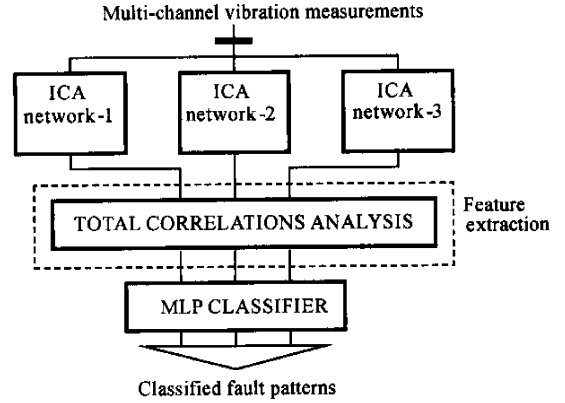 Multi-channel vibration measurements
ICA
network-1
ICA
network-2
ICA
network-3
TOTAL CORRELATIONS ANALYSIS
Feature
extraction
MLP CLASSIFIER
Classified fault patterns